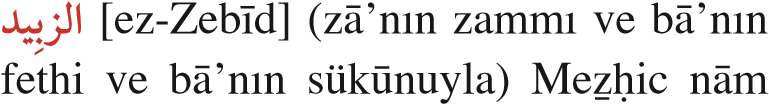 الزبِيد [ez-Zebīd] (zā’nın zammı ve bā’nın
fethi ve bā’nın sükūnuyla) Meẕḥic nām